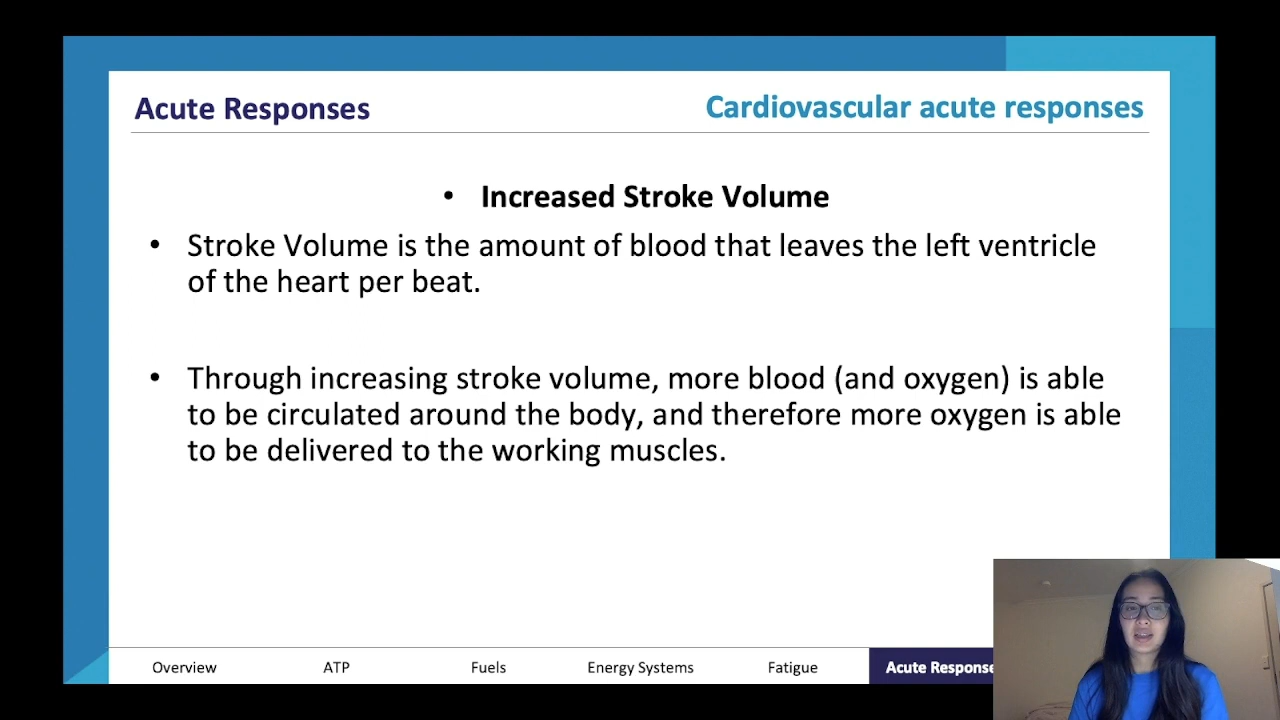 Acute Responses
Cardiovascular acute responses
• Increased Stroke Volume
• Stroke Volume is the amount of blood that leaves the left ventricle
of the heart per beat.
• Through increasing stroke volume, more blood (and oxygen) is able
to be circulated around the body, and therefore more oxygen is able
to be delivered to the working muscles.
Overview ATP Fuels Energy Systems Fatigue Acute Response